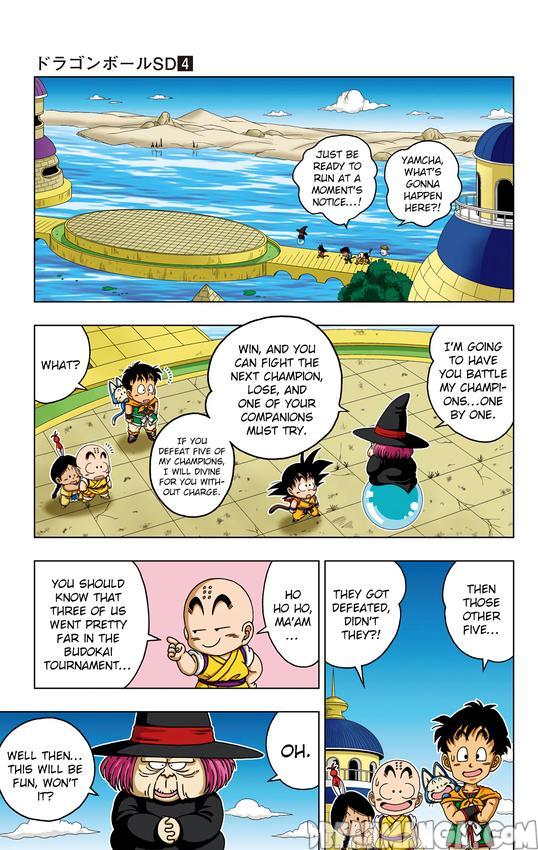 ドラゴンボールSD4
YAMCHA,
WHAT'S
GONNA
HAPPEN
HERE?!
JUST BE
READY TO
RUN AT A
MOMENT'S
NOTICE...!
I'M GOING
TO HAVE
YOU BATTLE
MY CHAMPI-
ONS...ONE
BY ONE.
WIN, AND YOU
CAN FIGHT THE
NEXT CHAMPION,
LOSE, AND
ONE OF YOUR
COMPANIONS
MUST TRY.
IF YOU
DEFEAT FIVE OF
MY CHAMPIONS,
I WILL DIVINE
FOR YOU WITH-
OUT CHARGE.
WHAT?
THEN
THOSE
OTHER
FIVE...
THEY GOT
DEFEATED,
DIDN'T
THEY?!
HO
HO HO,
MA'AM
...
YOU SHOULD
KNOW THAT
THREE OF US
WENT PRETTY
FAR IN THE
BUDOKAI
TOURNAMENT...
OH.
WELL THEN...
THIS WILL BE
FUN, WON'T
IT?